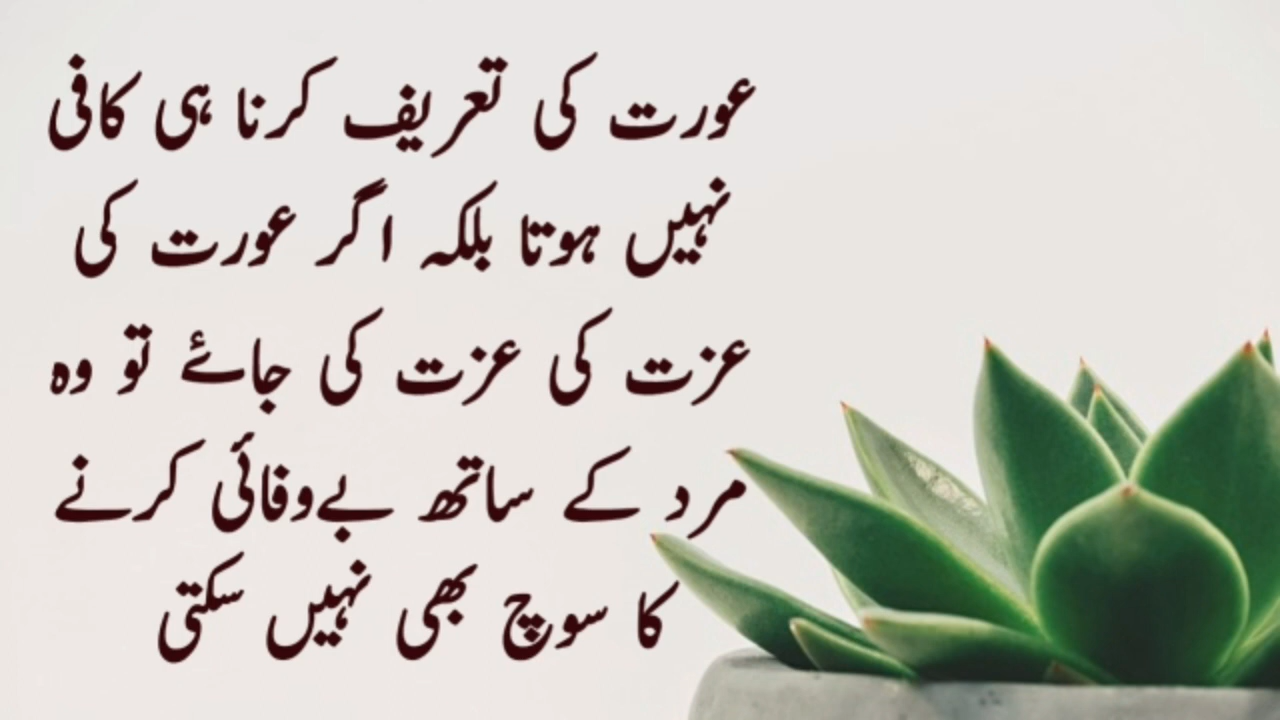 عورت کی تعریف کرنا ہی کافی
نہیں ہوتا بلکہ اگر عورت کی
عزت کی عزت کی جائے تو وہ
مرد کے ساتھ بےوفائی کرنے
کا سوچ بھی نہیں سکتی